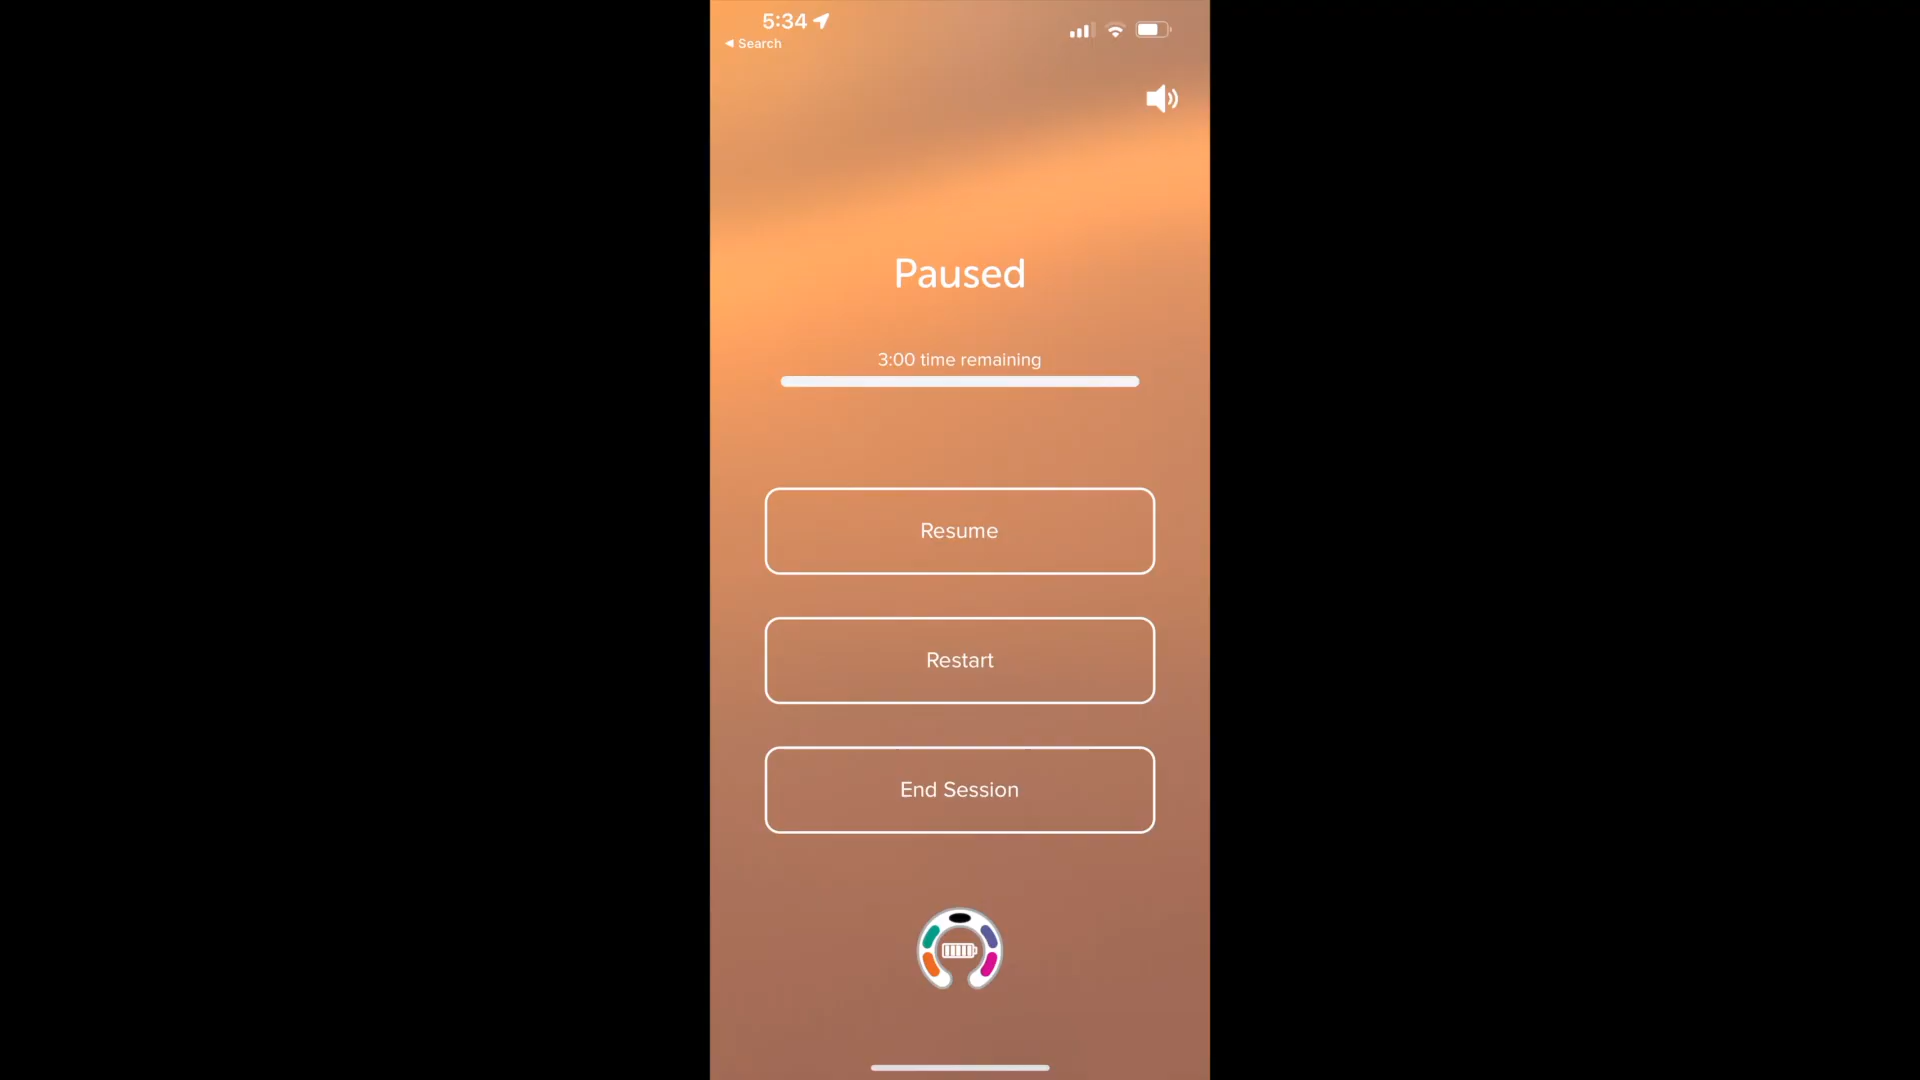 5:34
◀ Search
Paused
3:00 time remaining
Resume
Restart
End Session